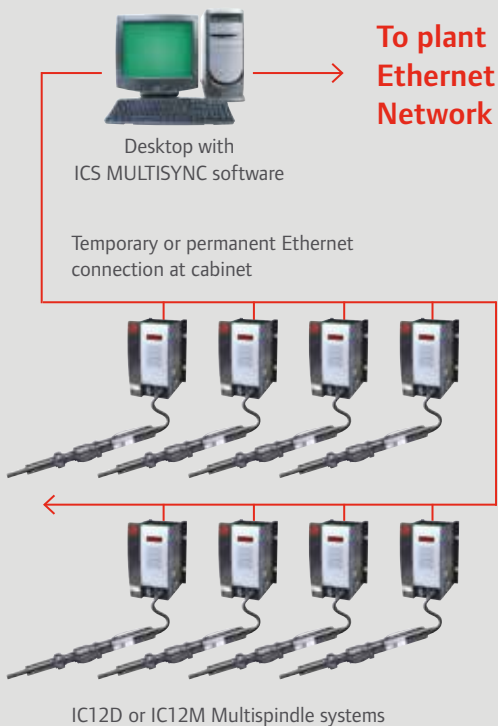 To plant
Ethernet
Network
Desktop with
ICS MULTISYNC software
Temporary or permanent Ethernet
connection at cabinet
IC12D or IC12M Multispindle systems